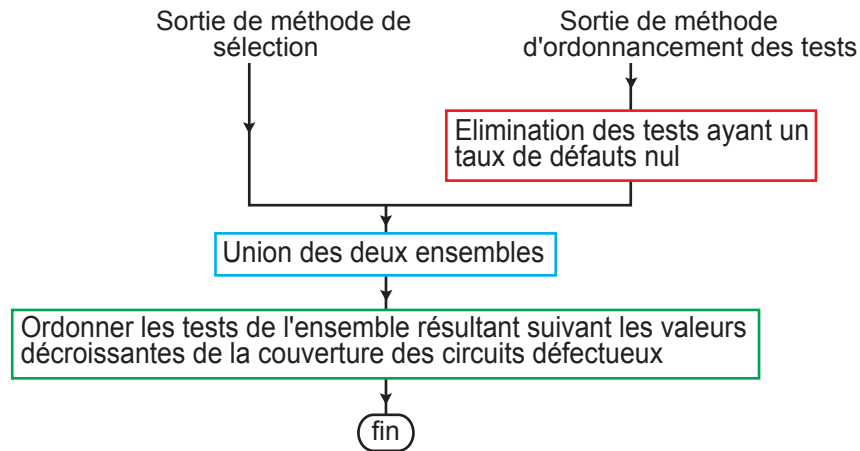 Sortie de méthode de
sélection
Sortie de méthode
d'ordonnancement des tests
Elimination des tests ayant un
taux de défauts nul
Union des deux ensembles
Ordonner les tests de l'ensemble résultant suivant les valeurs
décroissantes de la couverture des circuits défectueux
fin